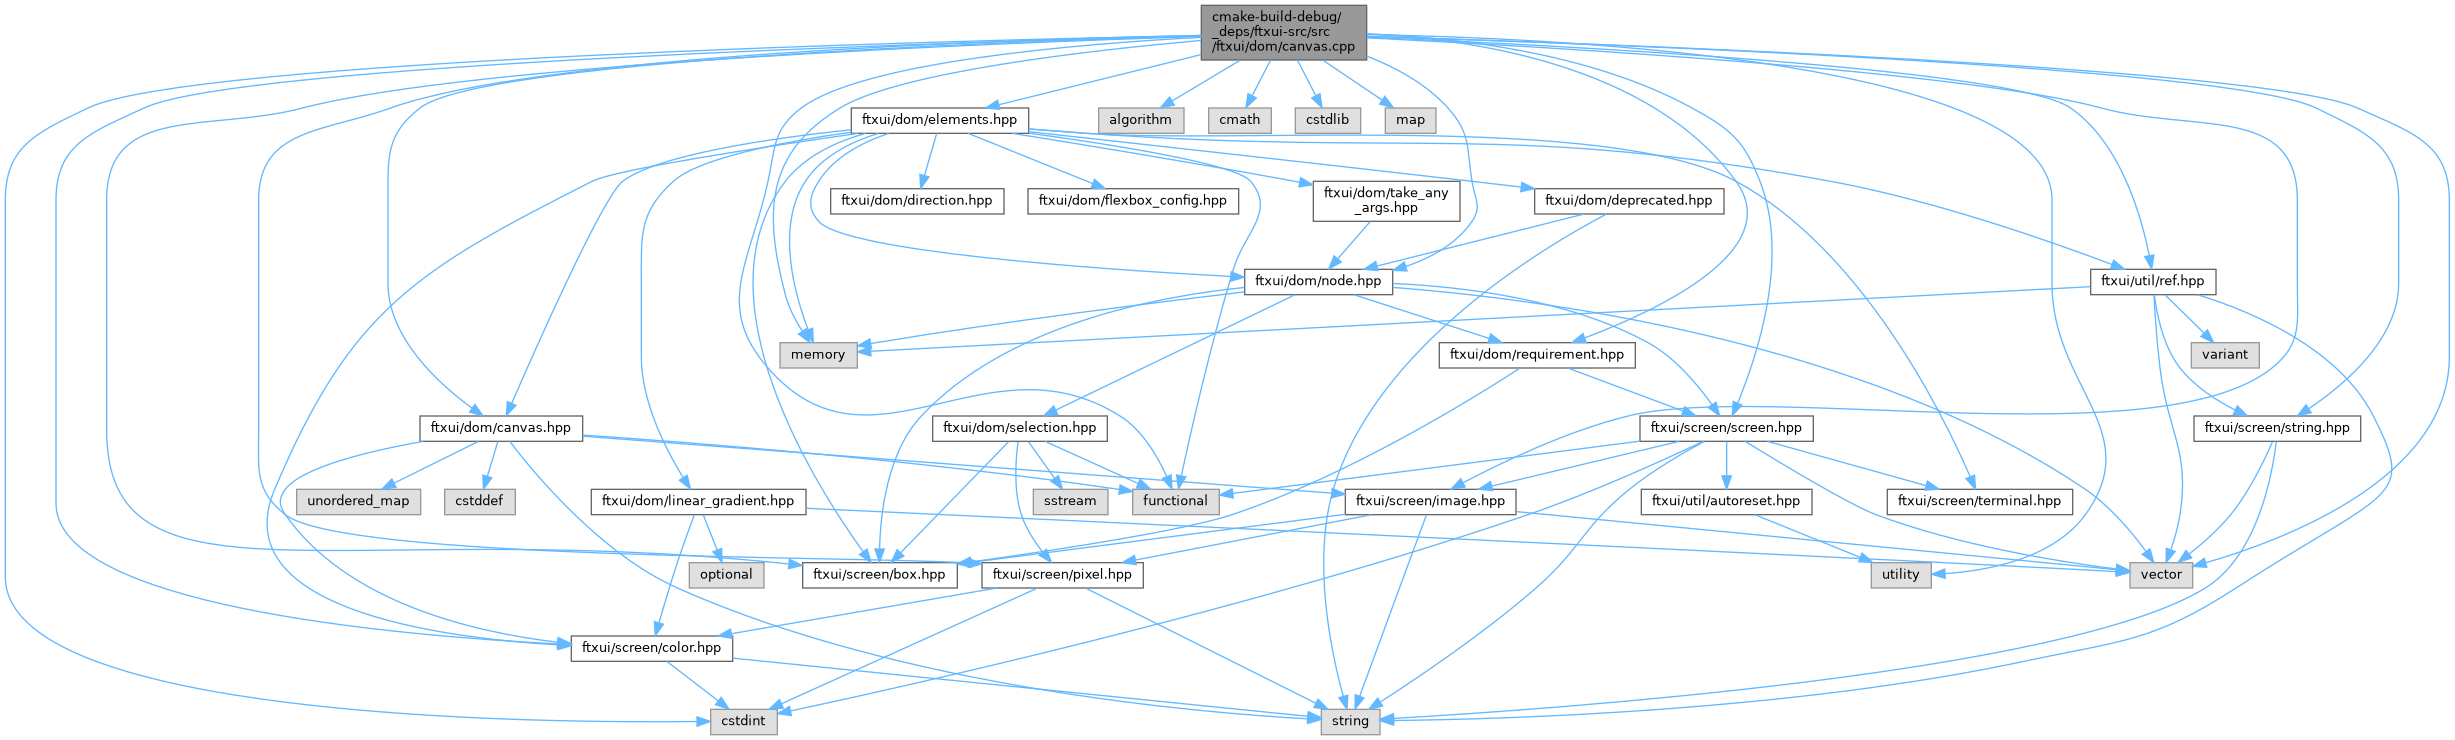 cmake-build-debug/
_deps/ftxui-src/src
/ftxui/dom/canvas.cpp
ftxui/dom/elements.hpp
algorithm
cmath
cstdlib
map
ftxui/dom/direction.hpp
ftxui/dom/flexbox_config.hpp
ftxui/dom/take_any
_args.hpp
ftxui/dom/deprecated.hpp
ftxui/dom/node.hpp
ftxui/util/ref.hpp
memory
ftxui/dom/requirement.hpp
variant
ftxui/dom/canvas.hpp
ftxui/dom/selection.hpp
ftxui/screen/screen.hpp
ftxui/screen/string.hpp
unordered_map
cstddef
ftxui/dom/linear_gradient.hpp
sstream
functional
ftxui/screen/image.hpp
ftxui/util/autoreset.hpp
ftxui/screen/terminal.hpp
optional
ftxui/screen/box.hpp
ftxui/screen/pixel.hpp
utility
vector
ftxui/screen/color.hpp
cstdint
string